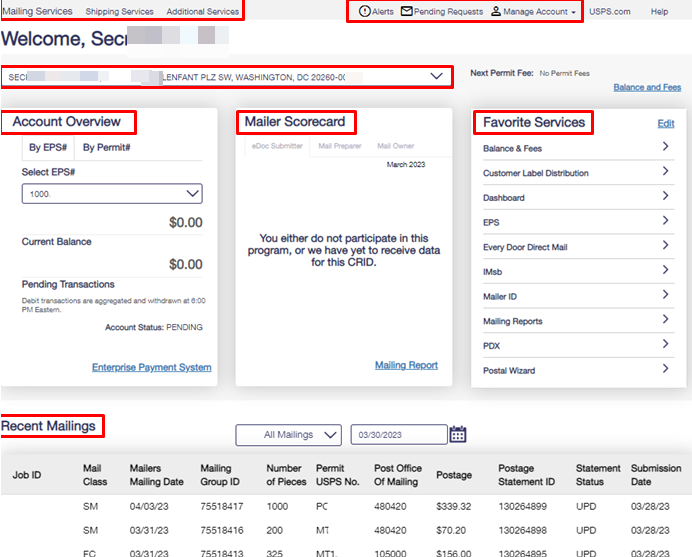 Mailing Services Shipping Services Additional Services Alerts Pending Requests Manage Account USPS.com Help
Welcome, Sec
SEC LENFANT PLZ SW, WASHINGTON, DC 20260-00
Next Permit Fee: No Permit Fees
Balance and Fees
Account Overview
By EPS# By Permit#
Select EPS#
1000.
$0.00
Current Balance
$0.00
Pending Transactions
Debit transactions are aggregated and withdrawn at 6:00
PM Eastern.
Account Status: PENDING
Enterprise Payment System
Mailer Scorecard
eDoc Submitter Mail Preparer Mail Owner
March 2023
You either do not participate in this
program, or we have yet to receive data
for this CRID.
Mailing Report
Favorite Services Edit
Balance & Fees
Customer Label Distribution
Dashboard
EPS
Every Door Direct Mail
IMsb
Mailer ID
Mailing Reports
PDX
Postal Wizard
Recent Mailings
All Mailings 03/30/2023
Job ID Mail Class Mailers Mailing Date Mailing Group ID Number of Pieces Permit USPS No. Post Office Of Mailing Postage Postage Statement ID Statement Status Submission Date
SM 04/03/23 75518417 1000 PC 480420 $339.32 130264899 UPD 03/28/23
SM 03/31/23 75518416 200 MT 480420 $70.20 130264898 UPD 03/28/23
FC 03/31/23 75518413 325 MT1. 105000 $156.00 130264895 UPD 03/28/23